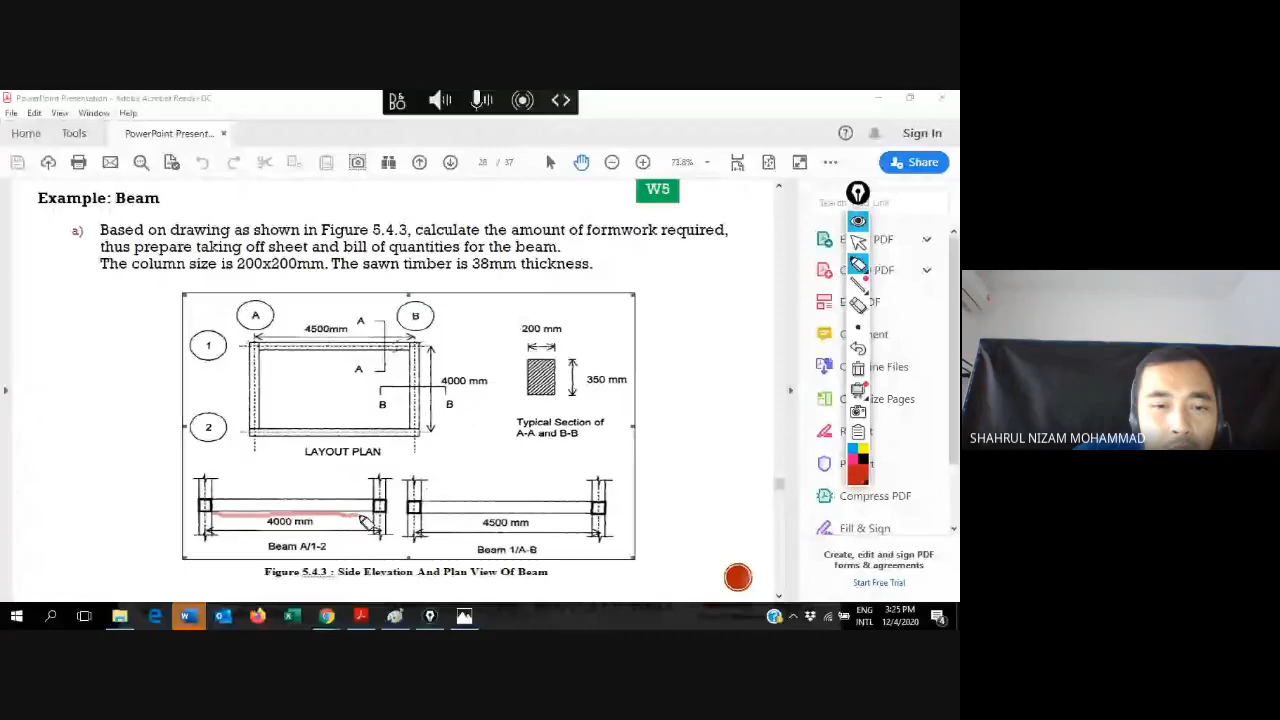 PowerPoint Presentation - Adobe Acrobat Reader DC
File Edit View Window Help
Home Tools PowerPoint Present... × Sign In
28 / 37 73.8% Share
W5
Example: Beam
a) Based on drawing as shown in Figure 5.4.3, calculate the amount of formwork required,
thus prepare taking off sheet and bill of quantities for the beam.
The column size is 200x200mm. The sawn timber is 38mm thickness.
A B
4500mm A
1
A
4000 mm
B B
2
LAYOUT PLAN
200 mm
350 mm
Typical Section of
A-A and B-B
4000 mm
Beam A/1-2
4500 mm
Beam 1/A-B
Figure 5.4.3 : Side Elevation And Plan View Of Beam
PDF
PDF
Files
Pages
Compress PDF
Fill & Sign
Create, edit and sign PDF
forms & agreements
Start Free Trial
ENG
INTL
3:25 PM
12/4/2020
4
SHAHRUL NIZAM MOHAMMAD